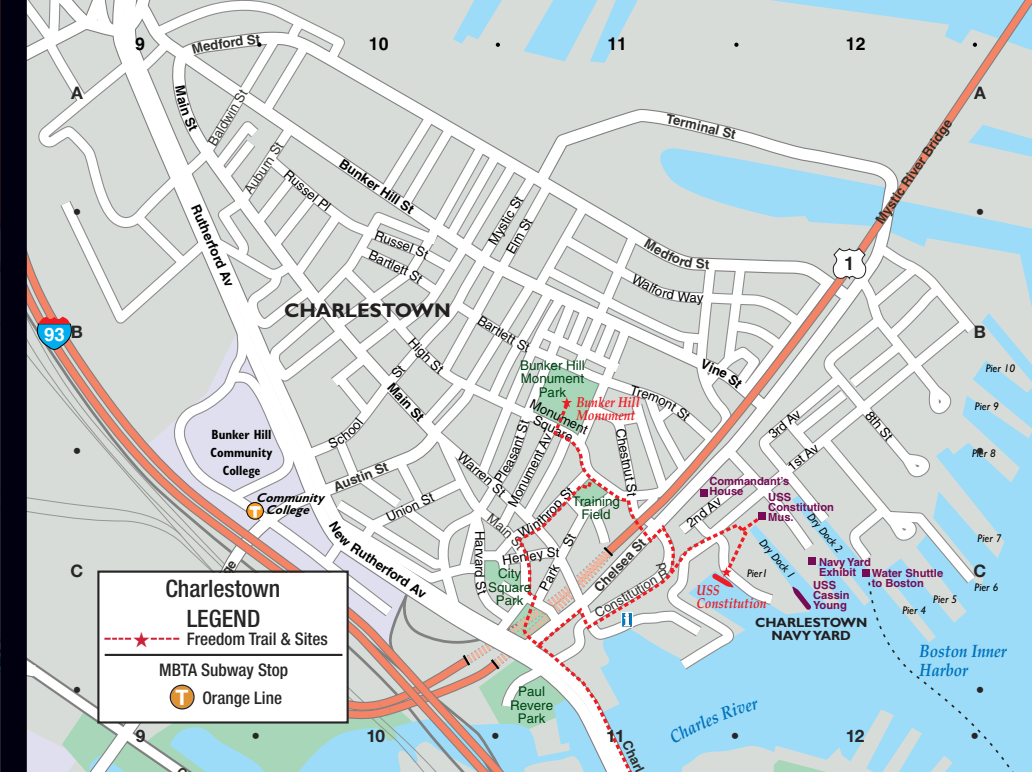 9
10
11
12
Medford St
A
A
Main St
Baldwin St
Terminal St
Auburn St
Mystic River Bridge
Bunker Hill St
Russel Pl
Rutherford Av
Mystic St
Elm St
Russel St
Medford St
Bartlett St
1
Walford Way
CHARLESTOWN
93
B
B
Bartlett St
High St
Vine St
Pier 10
Bunker Hill
Monument
Park
St
Main St
Tremont St
Bunker Hill
Monument
Pier 9
Monument
Square
3rd Av
8th St
School
Bunker Hill
Community
College
Pleasant St
Monument Av
Chestnut St
1st Av
Pier 8
Warren St
Austin St
Commandant's
House
Community
College
T
Union St
Winthrop St
Training
Field
2nd Av
USS
Constitution
Mus.
Dry Dock 2
Main St
New Rutherford Av
Harvard St
Henley St
St
Park
Chelsea St
Rd
Dry Dock 1
Pier 7
Navy Yard
Exhibit
C
C
City
Square
Park
Pier 1
Water Shuttle
to Boston
Pier 6
Constitution
USS
Constitution
USS
Cassin
Young
Pier 5
Pier 4
i
CHARLESTOWN
NAVY YARD
Charlestown
LEGEND
Freedom Trail & Sites
MBTA Subway Stop
T
Orange Line
Boston Inner
Harbor
Paul
Revere
Park
Charles River
Charl
9
10
11
12